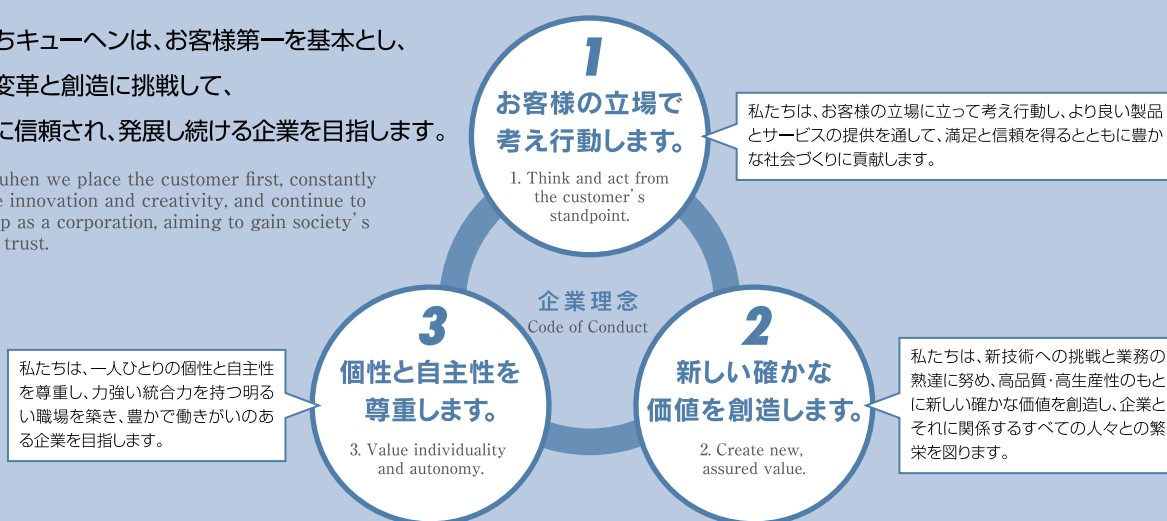 ちキューヘンは、お客様第一を基本とし、
変革と創造に挑戦して、
に信頼され、発展し続ける企業を目指します。
we place the customer first, constantly
innovation and creativity, and continue to
as a corporation, aiming to gain society's
trust.
1
お客様の立場で
考え行動します。
1. Think and act from
the customer's
standpoint.
私たちは、お客様の立場に立って考え行動し、より良い製品
とサービスの提供を通して、満足と信頼を得るとともに豊か
な社会づくりに貢献します。
企業理念
Code of Conduct
2
新しい確かな
価値を創造します。
2. Create new,
assured value.
私たちは、新技術への挑戦と業務の
熟達に努め、高品質・高生産性のもと
に新しい確かな価値を創造し、企業と
それに関係するすべての人々との繁
栄を図ります。
3
個性と自主性を
尊重します。
3. Value individuality
and autonomy.
私たちは、一人ひとりの個性と自主性
を尊重し、力強い統合力を持つ明る
い職場を築き、豊かで働きがいのあ
る企業を目指します。